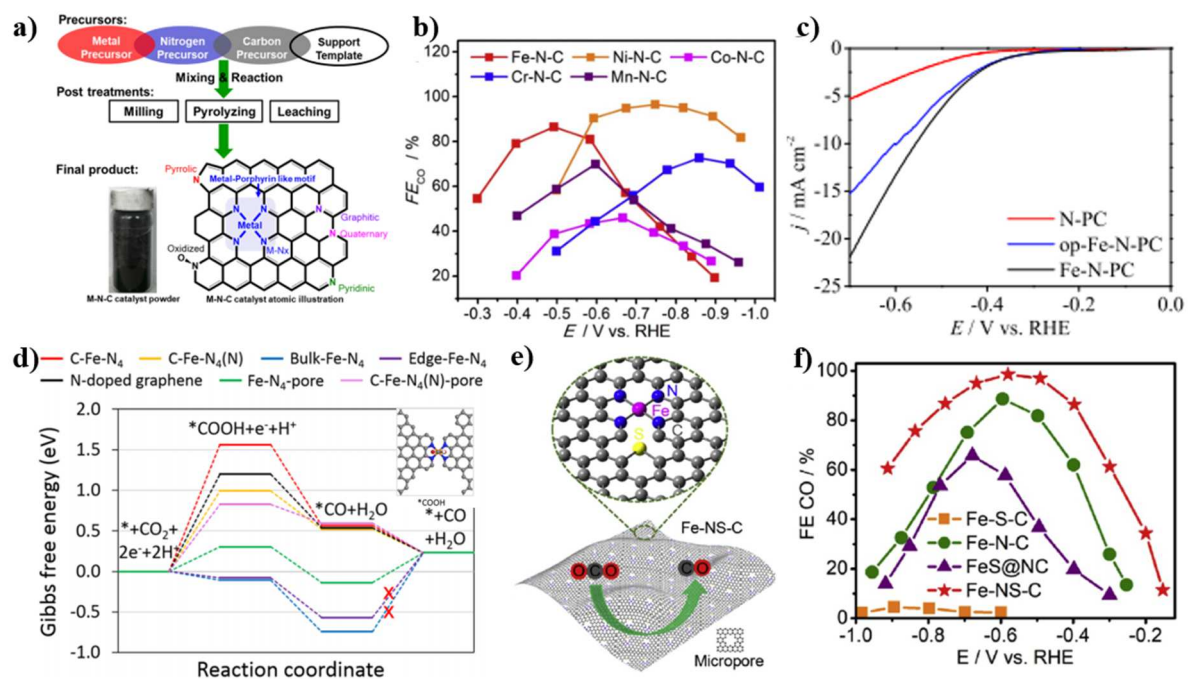 a)
Precursors:
Metal Precursor
Nitrogen Precursor
Carbon Precursor
Support Template
Mixing & Reaction
Post treatments:
Milling
Pyrolyzing
Leaching
Final product:
Pyrrolic
N
Metal-Porphyrin like motif
N
N
Metal
N
N
M-Nx
N
Graphitic
N
Quaternary
Oxidized
O
N
N
Pyridinic
M-N-C catalyst powder
M-N-C catalyst atomic illustration
b)
FE CO / %
120
100
80
60
40
20
Fe-N-C
Ni-N-C
Co-N-C
Cr-N-C
Mn-N-C
-0.3 -0.4 -0.5 -0.6 -0.7 -0.8 -0.9 -1.0
E / V vs. RHE
c)
j / mA cm-2
0
-5
-10
-15
-20
-25
N-PC
op-Fe-N-PC
Fe-N-PC
-0.6 -0.4 -0.2 0.0
E / V vs. RHE
d)
C-Fe-N4
C-Fe-N4(N)
Bulk-Fe-N4
Edge-Fe-N4
N-doped graphene
Fe-N4-pore
C-Fe-N4(N)-pore
Gibbs free energy (eV)
2.0
1.5
1.0
0.5
0.0
-0.5
-1.0
*COOH+e-+H+
*+CO2+
2e-+2H+
*CO+H2O
*COOH
*+CO
+H2O
X
X
Reaction coordinate
e)
N
Fe
S
C
Fe-NS-C
O C O
C O
Micropore
f)
FE CO / %
100
80
60
40
20
0
Fe-S-C
Fe-N-C
FeS@NC
Fe-NS-C
-1.0 -0.8 -0.6 -0.4 -0.2
E / V vs. RHE